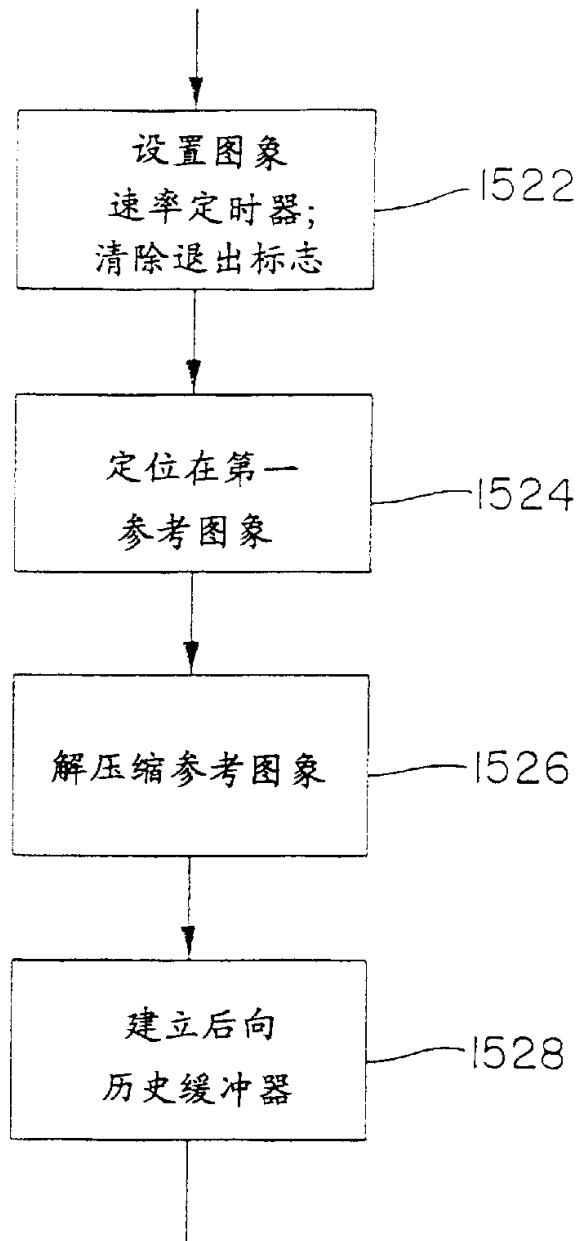 设置图象
速率定时器;
清除退出标志
1522
定位在第一
参考图象
1524
解压缩参考图象
1526
建立后向
历史缓冲器
1528